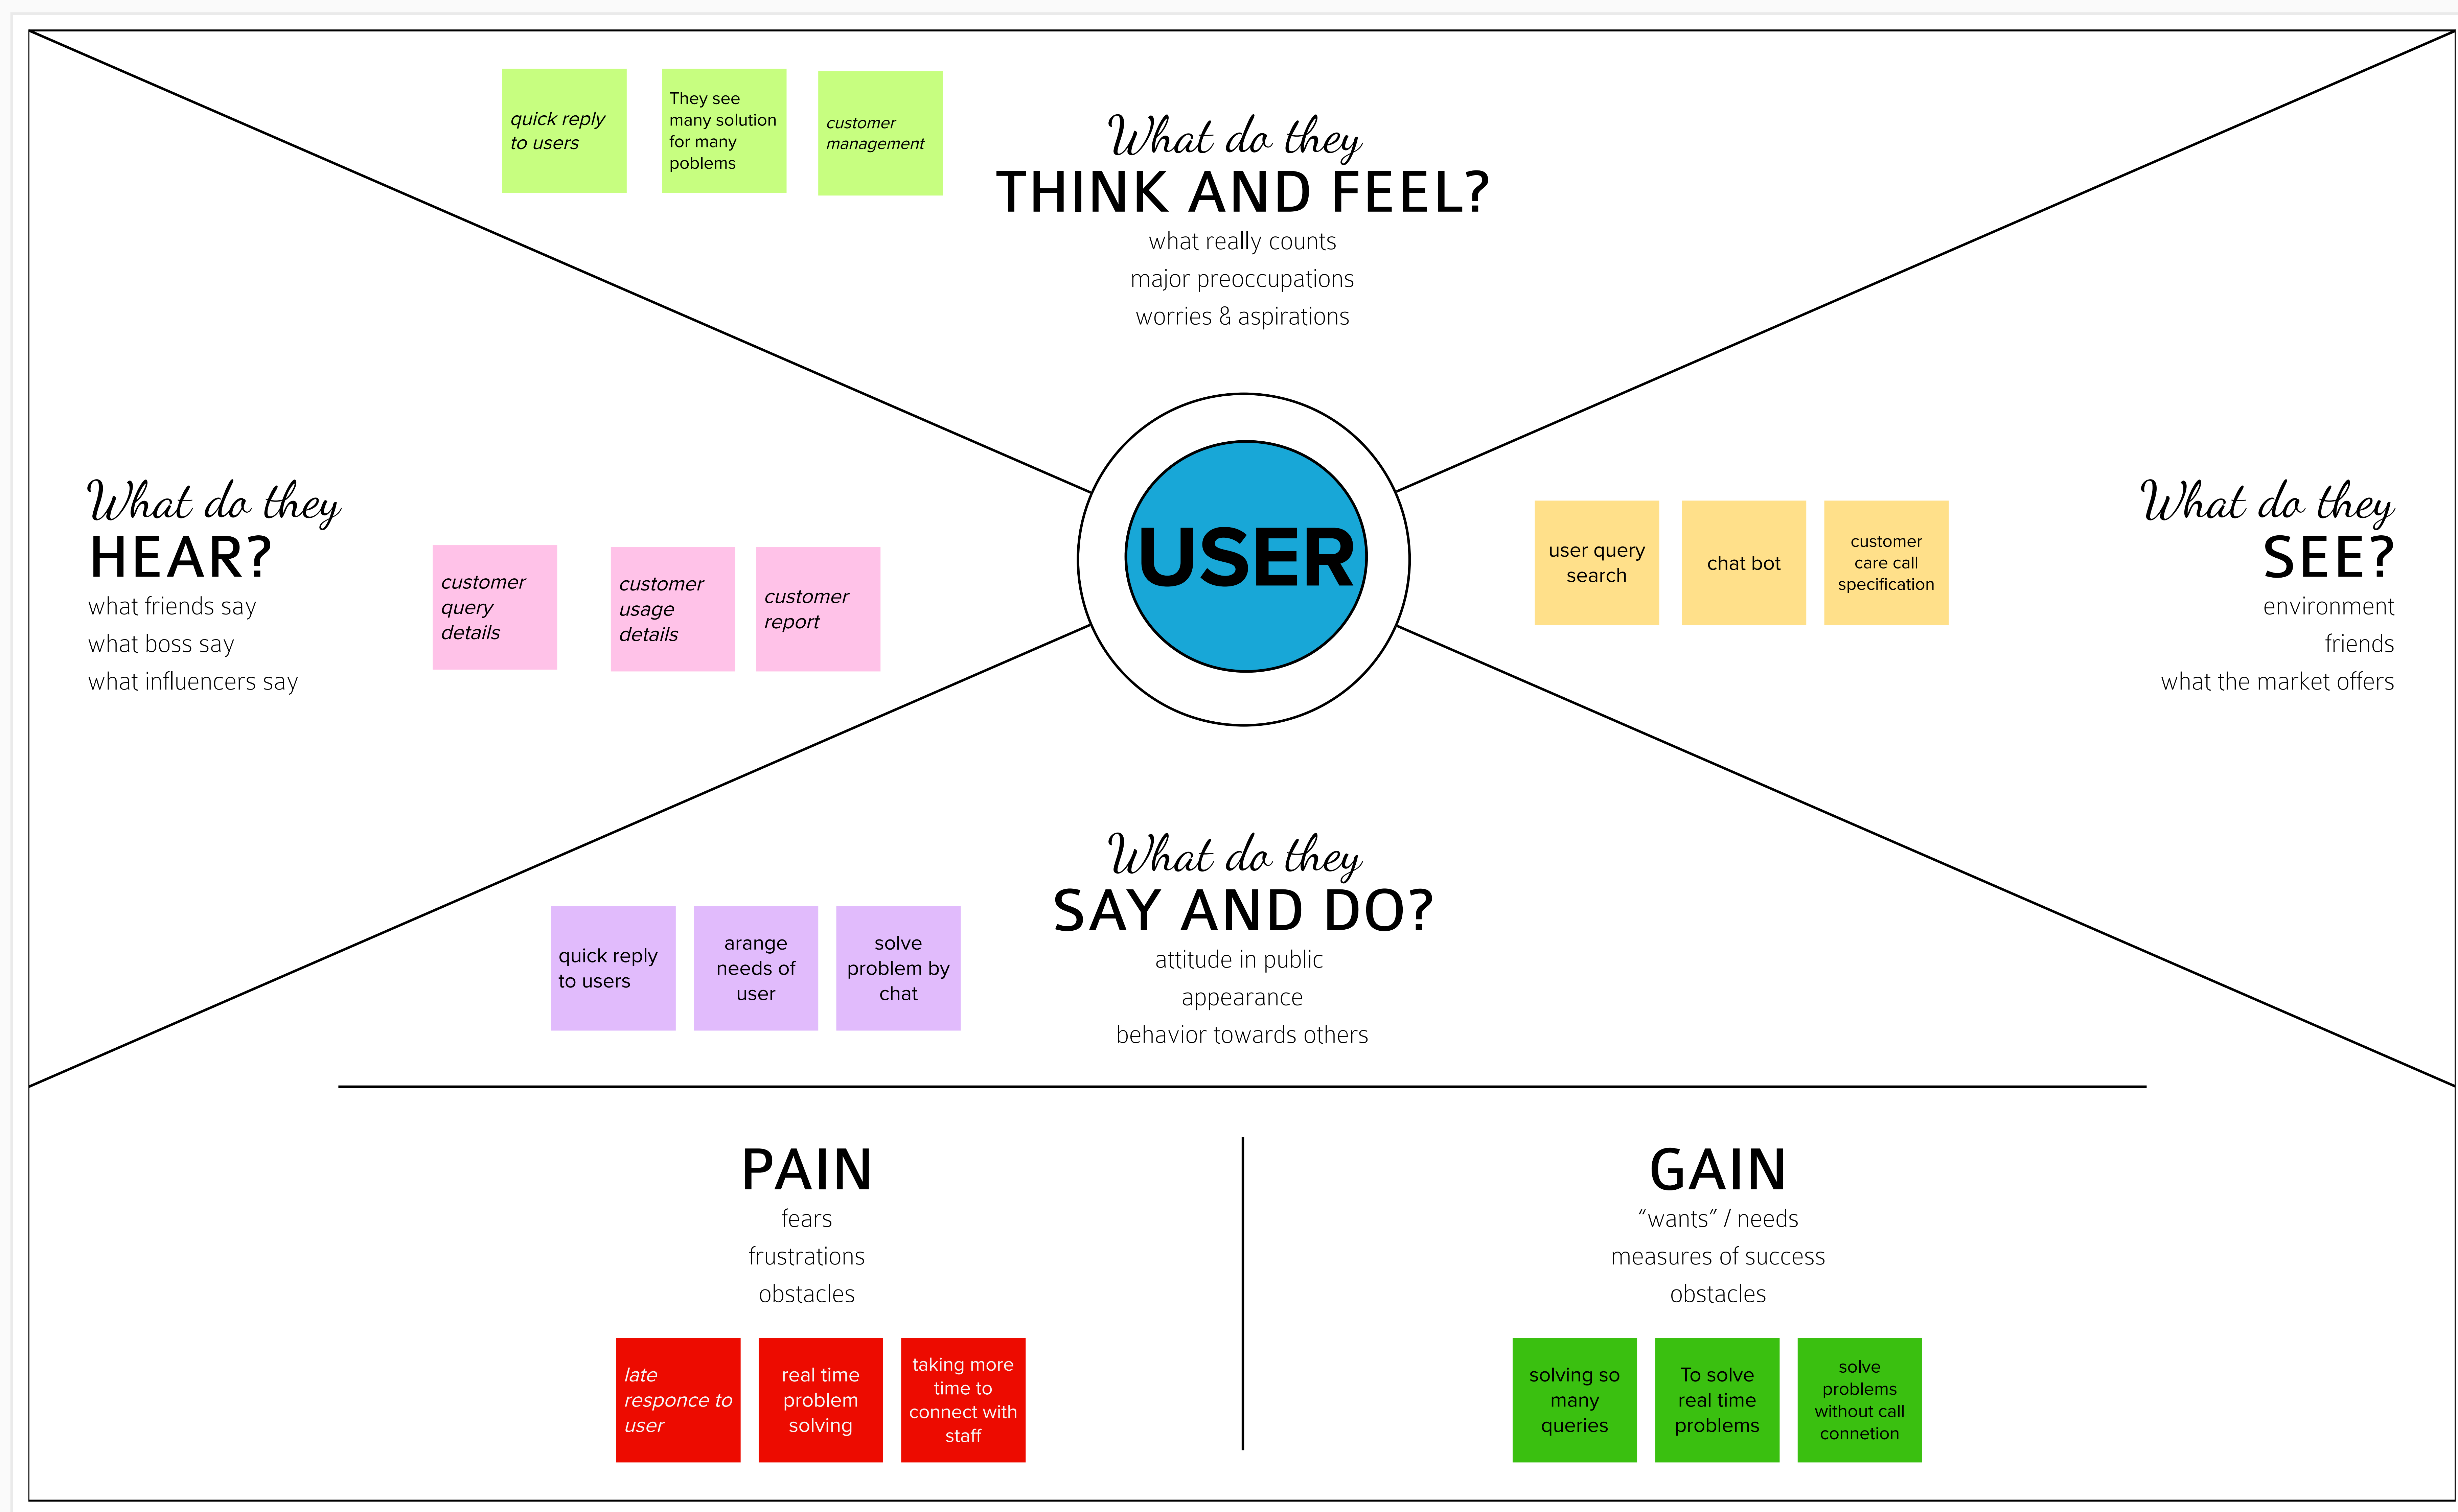 quick reply
to users
They see
many solution
for many
poblems
customer
management
What do they
THINK AND FEEL?
what really counts
major preoccupations
worries & aspirations
What do they
HEAR?
what friends say
what boss say
what influencers say
customer
query
details
customer
usage
details
customer
report
USER
user query
search
chat bot
customer
care call
specification
What do they
SEE?
environment
friends
what the market offers
What do they
SAY AND DO?
attitude in public
appearance
behavior towards others
quick reply
to users
arange
needs of
user
solve
problem by
chat
PAIN
fears
frustrations
obstacles
late
responce to
user
real time
problem
solving
taking more
time to
connect with
staff
GAIN
“wants” / needs
measures of success
obstacles
solving so
many
queries
To solve
real time
problems
solve
problems
without call
connetion